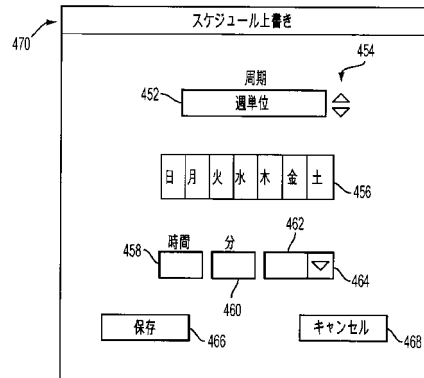 スケジュール上書き
470
周期
454
452
週単位
日 月 火 水 木 金 土
456
462
時間 分
458
464
460
保存
466
キャンセル
468